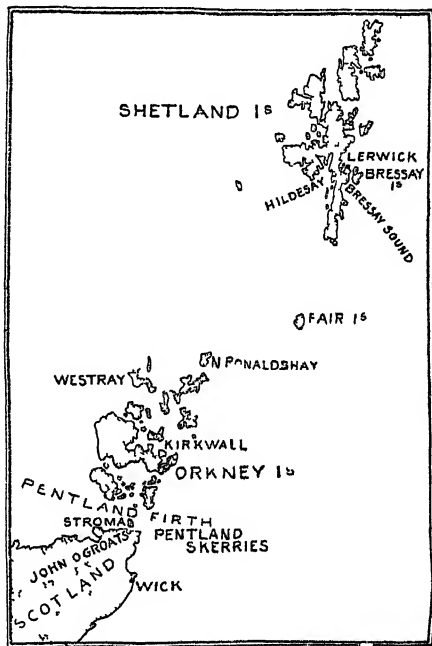 SHETLAND Is
LERWICK
BRESSAY
Is
HILDESAY
BRESSAY SOUND
FAIR Is
N RONALDSHAY
WESTRAY
KIRKWALL
ORKNEY Is
PENTLAND
FIRTH
STROMA
PENTLAND
SKERRIES
JOHN OGROATS
SCOTLAND
WICK